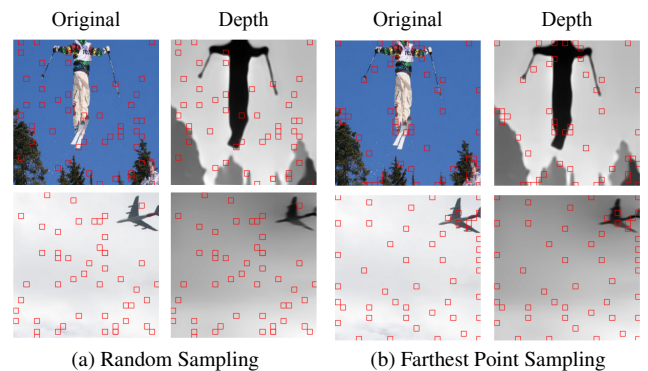 Original Depth Original Depth
(a) Random Sampling (b) Farthest Point Sampling